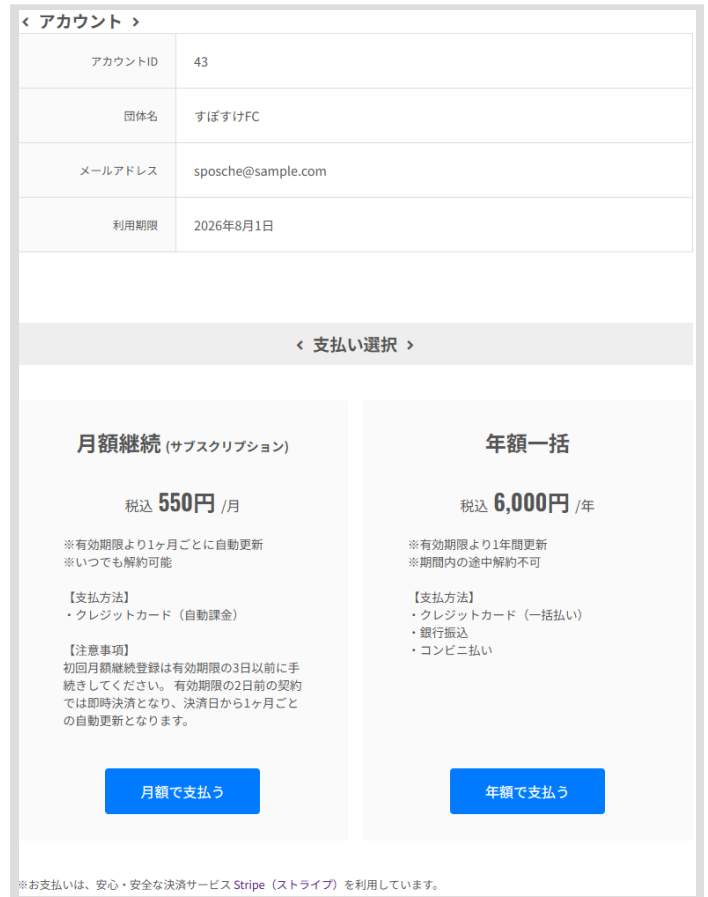 ‹ アカウント ›
アカウントID 43
団体名 すぽすけFC
メールアドレス sposche@sample.com
利用期限 2026年8月1日
‹ 支払い選択 ›
月額継続 (サブスクリプション)
税込 550円 /月
※有効期限より1ヶ月ごとに自動更新
※いつでも解約可能
【支払方法】
・クレジットカード（自動課金）
【注意事項】
初回月額継続登録は有効期限の3日以前に手
続きしてください。 有効期限の2日前の契約
では即時決済となり、決済日から1ヶ月ごと
の自動更新となります。
月額で支払う
年額一括
税込 6,000円 /年
※有効期限より1年間更新
※期間内の途中解約不可
【支払方法】
・クレジットカード（一括払い）
・銀行振込
・コンビニ払い
年額で支払う
※お支払いは、安心・安全な決済サービス Stripe（ストライプ）を利用しています。